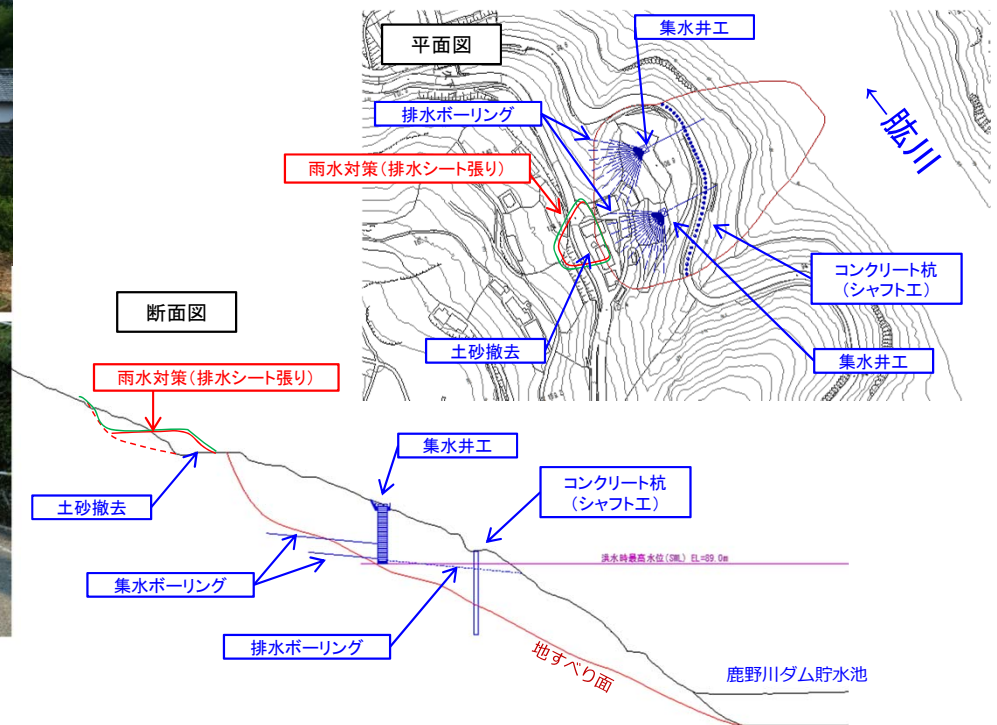 平面図
集水井工
排水ボーリング
雨水対策(排水シート張り)
←肱川
コンクリート杭
(シャフト工)
土砂撤去
集水井工
断面図
雨水対策(排水シート張り)
集水井工
コンクリート杭
(シャフト工)
土砂撤去
洪水時最高水位(SWL) EL=89.0m
集水ボーリング
排水ボーリング
地すべり面
鹿野川ダム貯水池